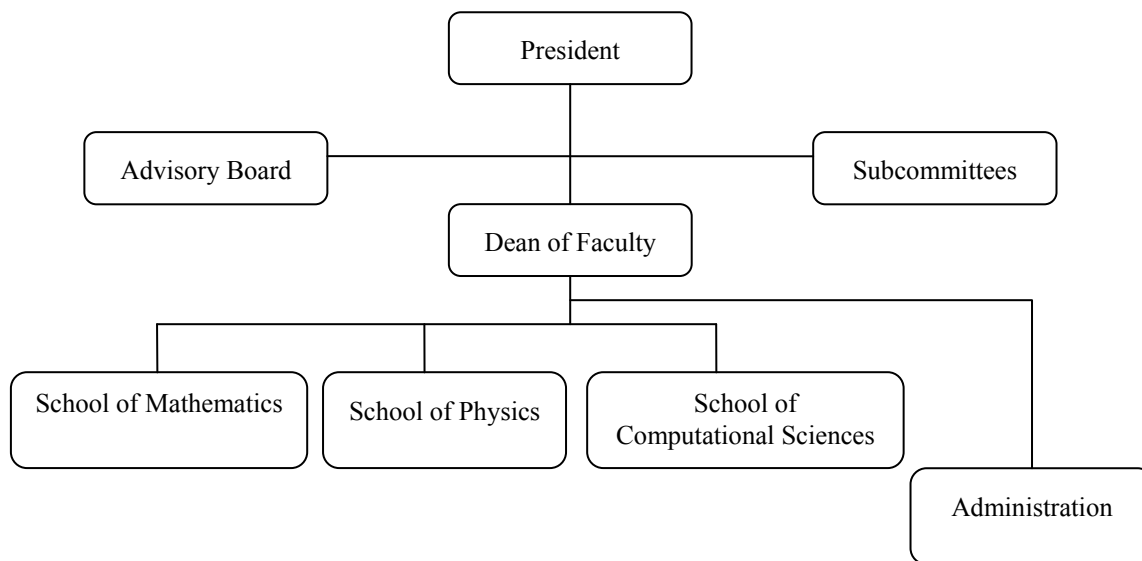 President
Advisory Board
Subcommittees
Dean of Faculty
School of Mathematics
School of Physics
School of
Computational Sciences
Administration